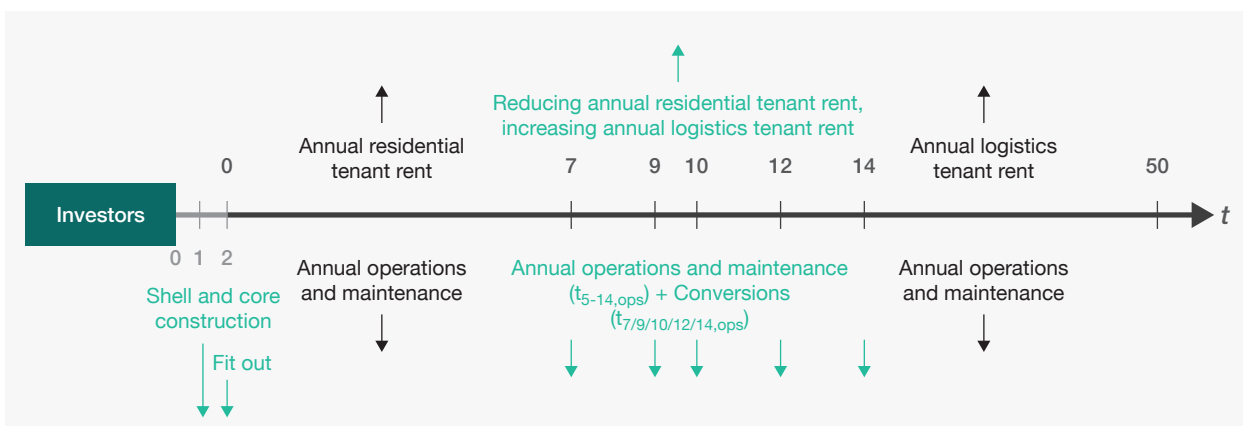 Reducing annual residential tenant rent,
increasing annual logistics tenant rent
Annual residential
tenant rent
Annual logistics
tenant rent
0
7
9
10
12
14
50
Investors
t
0 1 2
Shell and core
construction
Fit out
Annual operations
and maintenance
Annual operations and maintenance
(t5-14,ops) + Conversions
(t7/9/10/12/14,ops)
Annual operations
and maintenance